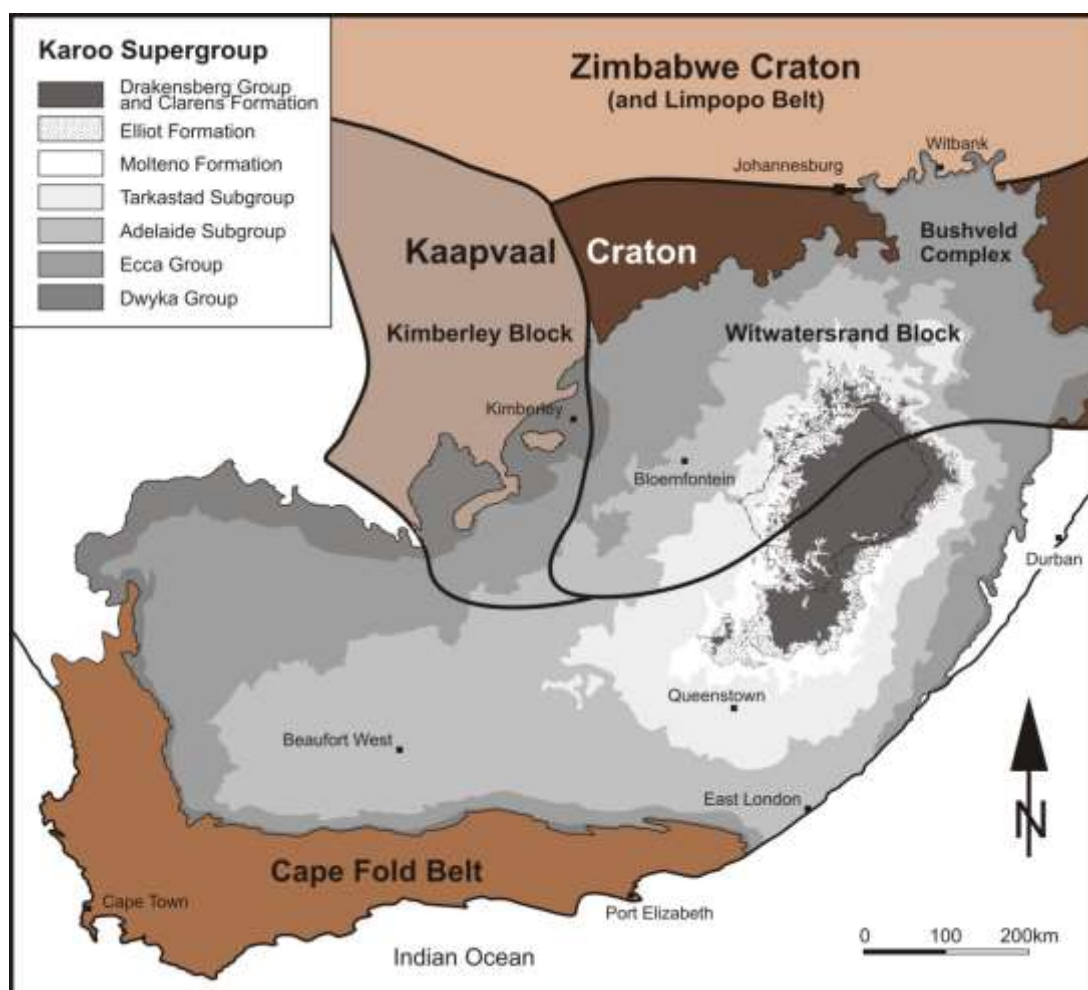 Karoo Supergroup
Drakensberg Group
and Clarens Formation
Elliot Formation
Molteno Formation
Tarkastad Subgroup
Adelaide Subgroup
Ecca Group
Dwyka Group
Zimbabwe Craton
(and Limpopo Belt)
Witbank
Johannesburg
Bushveld
Complex
Kaapvaal Craton
Kimberley Block
Witwatersrand Block
Kimberley
Bloemfontein
Durban
Queenstown
Beaufort West
East London
N
Cape Fold Belt
Cape Town
Port Elizabeth
Indian Ocean
0 100 200km